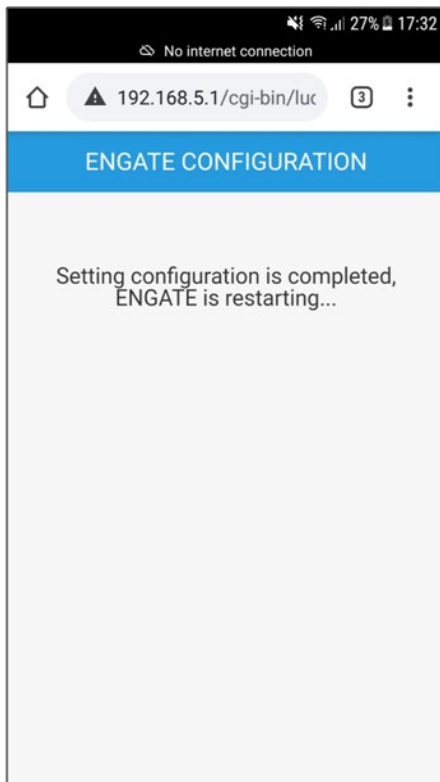 27% 17:32
No internet connection
192.168.5.1/cgi-bin/luc
3
ENGATE CONFIGURATION
Setting configuration is completed,
ENGATE is restarting...